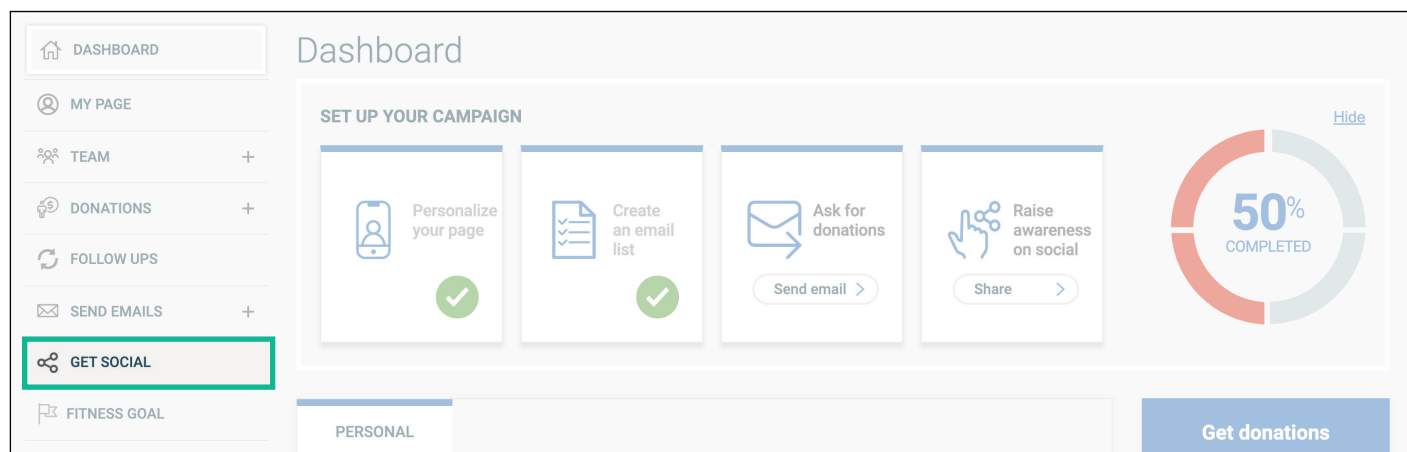 DASHBOARD
MY PAGE
TEAM +
DONATIONS +
FOLLOW UPS
SEND EMAILS +
GET SOCIAL
FITNESS GOAL
Dashboard
SET UP YOUR CAMPAIGN
Hide
Personalize
your page
Create
an email
list
Ask for
donations
Send email >
Raise
awareness
on social
Share >
50%
COMPLETED
PERSONAL
Get donations